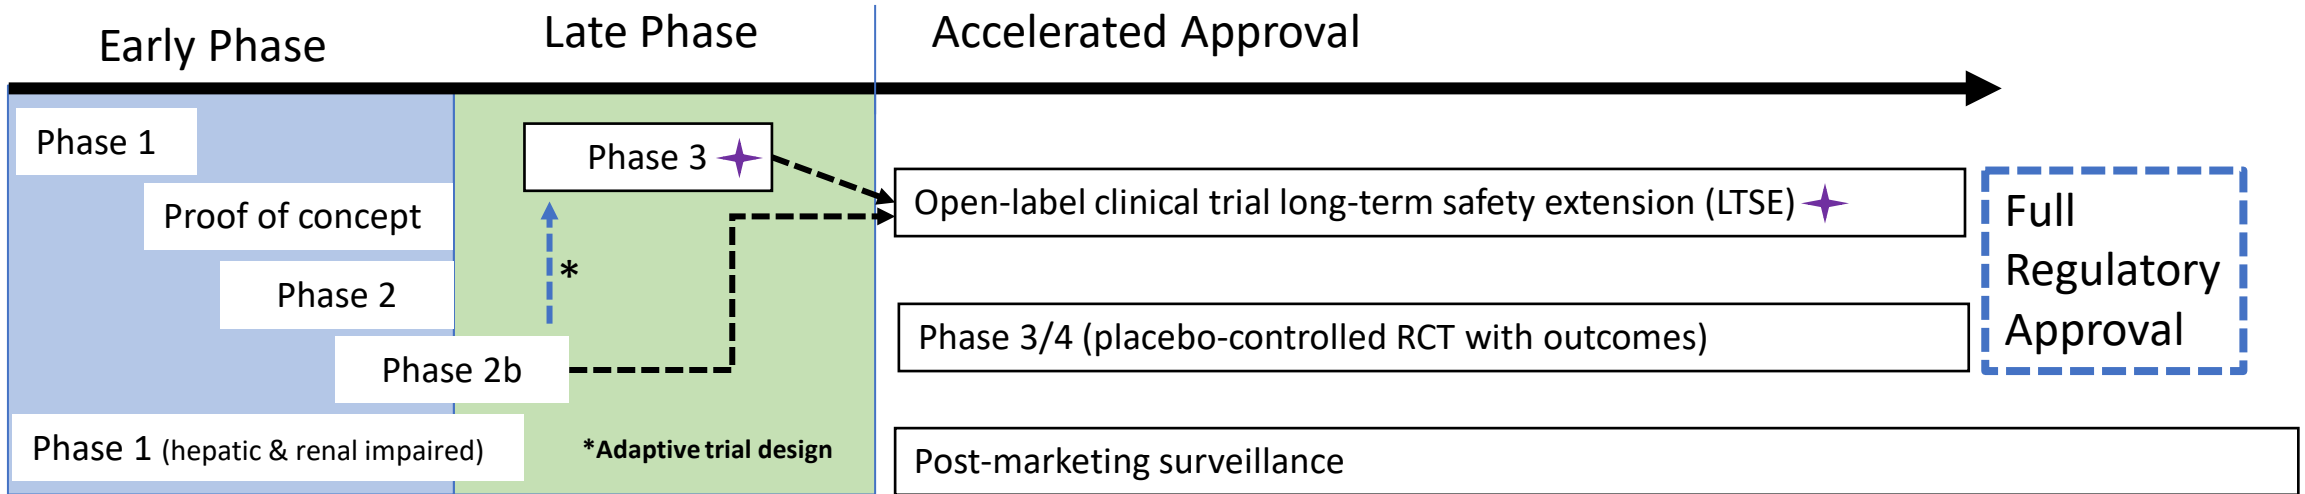 Early Phase
Late Phase
Accelerated Approval
Phase 1
Phase 3
Proof of concept
Open-label clinical trial long-term safety extension (LTSE)
Full
Regulatory
Approval
*
Phase 2
Phase 3/4 (placebo-controlled RCT with outcomes)
Phase 2b
Phase 1 (hepatic & renal impaired)
*Adaptive trial design
Post-marketing surveillance